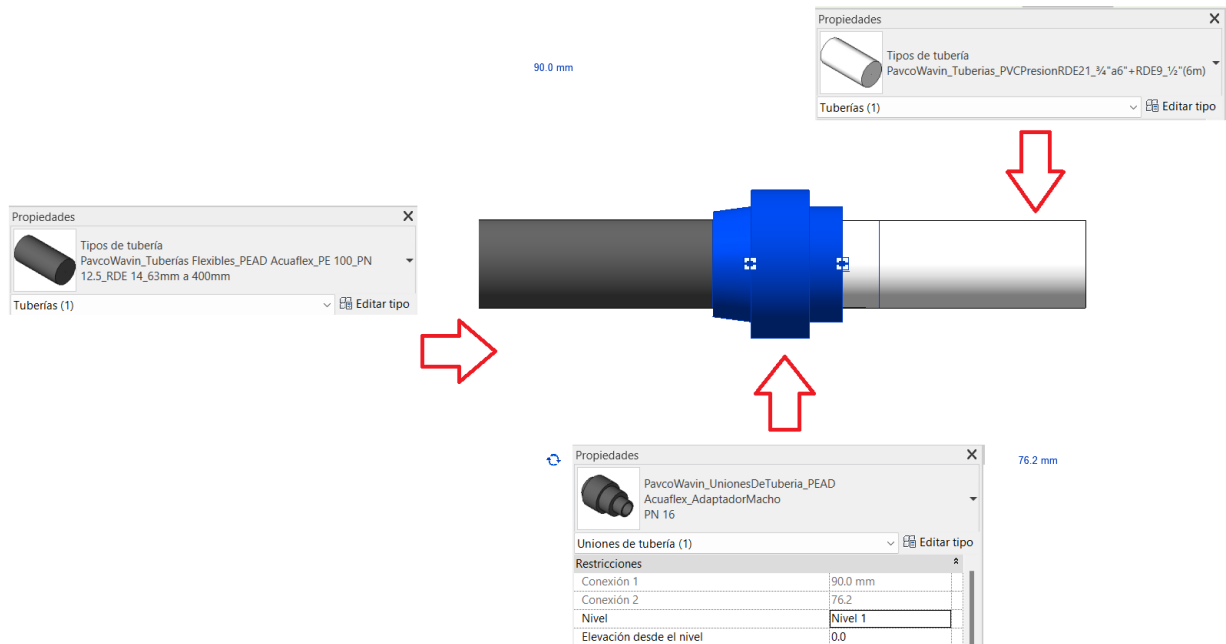 Propiedades
Tipos de tubería
PavcoWavin_Tuberias_PVCPresionRDE21_¾"a6"+RDE9_½"(6m)
Tuberías (1)
Editar tipo
90.0 mm
Propiedades
Tipos de tubería
PavcoWavin_Tuberías Flexibles_PEAD Acuaflex_PE 100_PN
12.5_RDE 14_63mm a 400mm
Tuberías (1)
Editar tipo
Propiedades
PavcoWavin_UnionesDeTuberia_PEAD
Acuaflex_AdaptadorMacho
PN 16
Uniones de tubería (1)
Editar tipo
Restricciones
Conexión 1 90.0 mm
Conexión 2 76.2
Nivel Nivel 1
Elevación desde el nivel 0.0
76.2 mm